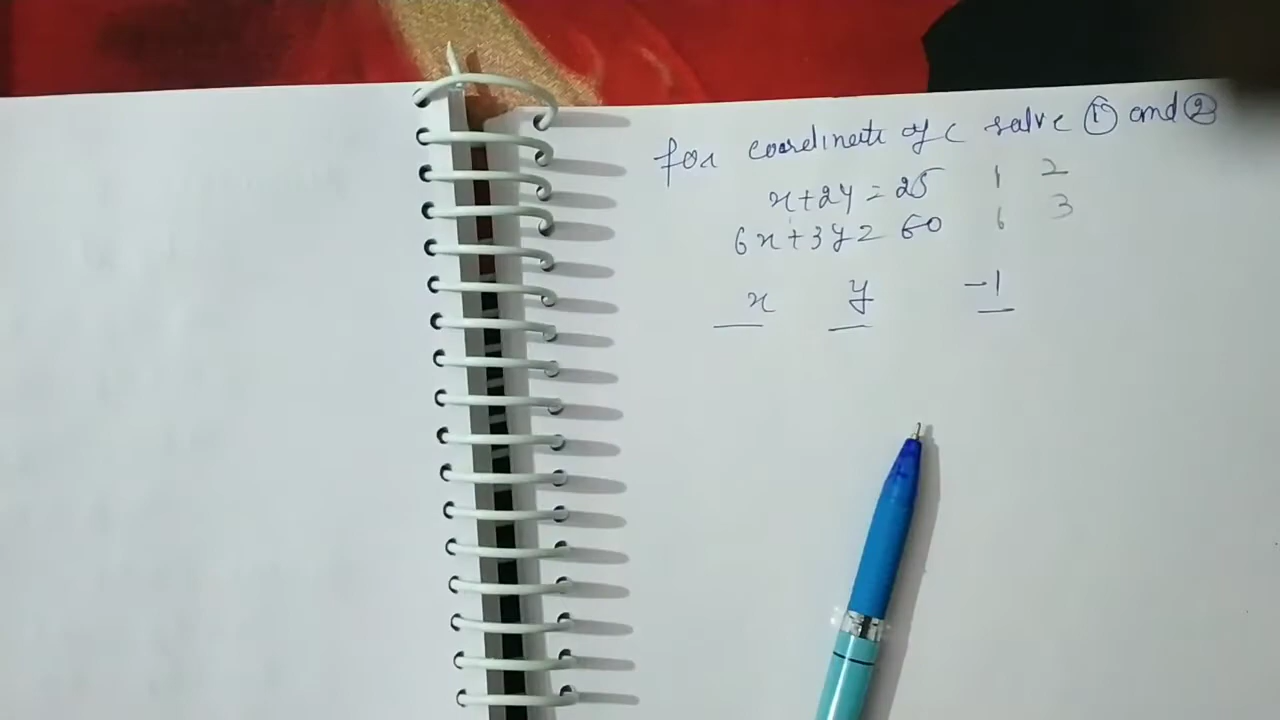 for coordinate of C solve ① and ②
x+2y=25 1 2
6x+3y=60 6 3
x y -1